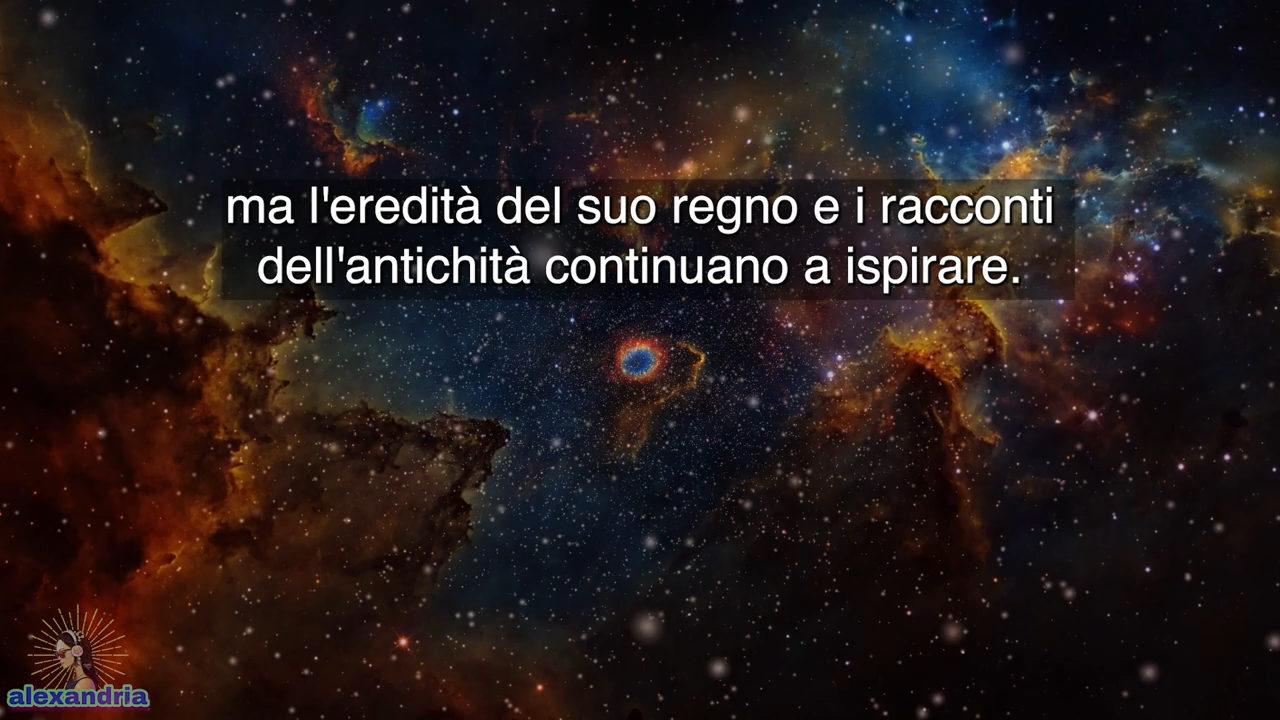 ma l'eredità del suo regno e i racconti
dell'antichità continuano a ispirare.
alexandria